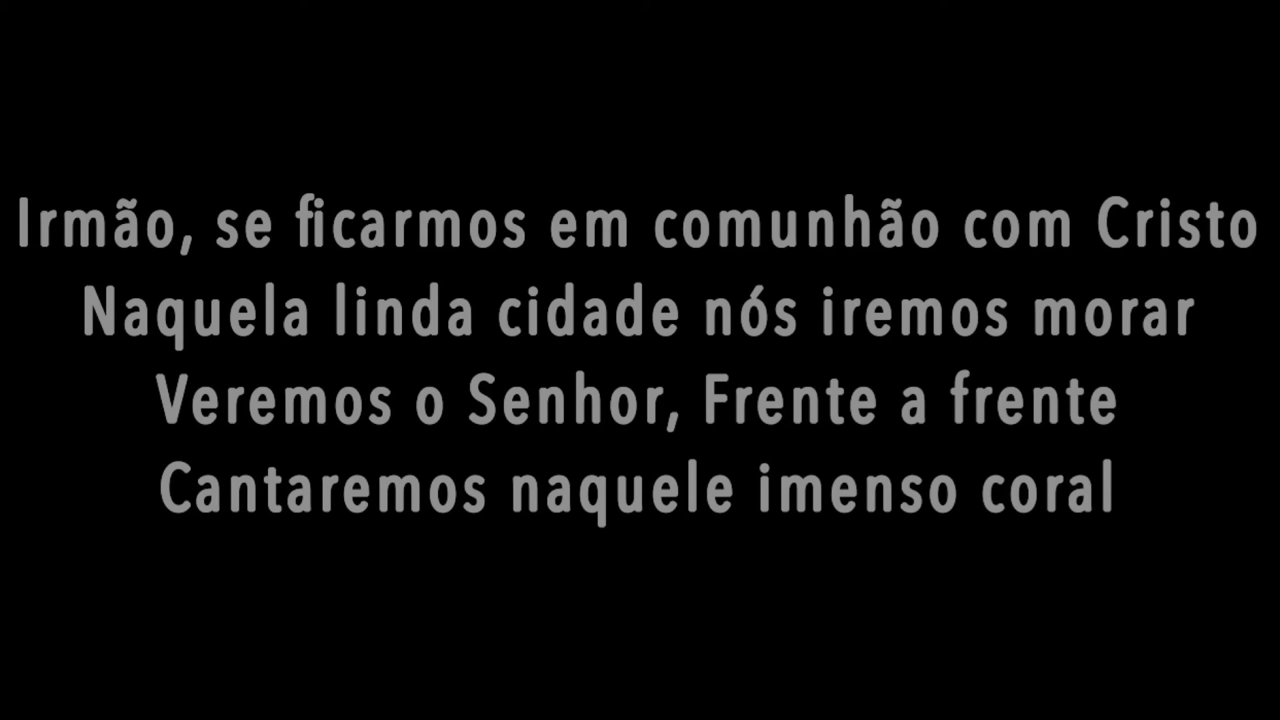 Irmão, se ficarmos em comunhão com Cristo
Naquela linda cidade nós iremos morar
Veremos o Senhor, Frente a frente
Cantaremos naquele imenso coral